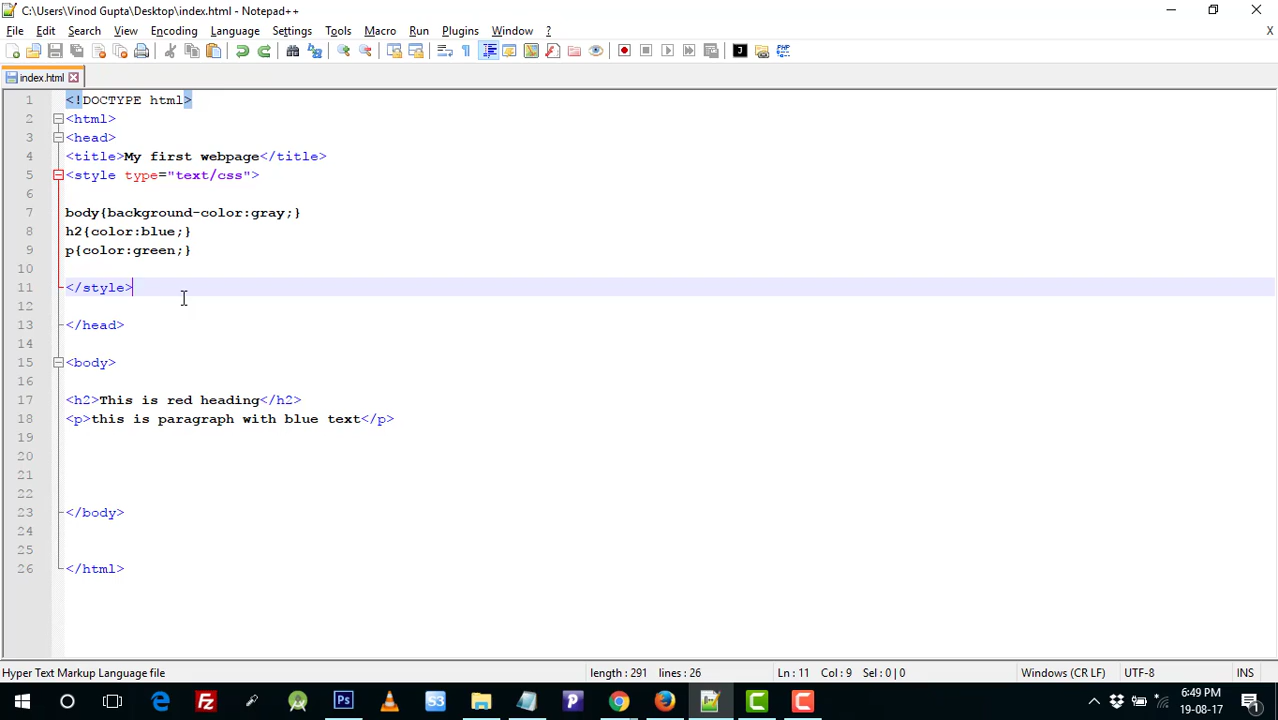 C:\Users\Vinod Gupta\Desktop\index.html - Notepad++
File Edit Search View Encoding Language Settings Tools Macro Run Plugins Window ? X
index.html
1 <!DOCTYPE html>
2 <html>
3 <head>
4 <title>My first webpage</title>
5 <style type="text/css">
6
7 body{background-color:gray;}
8 h2{color:blue;}
9 p{color:green;}
10
11 </style>
12
13 </head>
14
15 <body>
16
17 <h2>This is red heading</h2>
18 <p>this is paragraph with blue text</p>
19
20
21
22
23 </body>
24
25
26 </html>
Hyper Text Markup Language file length : 291 lines : 26 Ln : 11 Col : 9 Sel : 0 | 0 Windows (CR LF) UTF-8 INS
6:49 PM
19-08-17